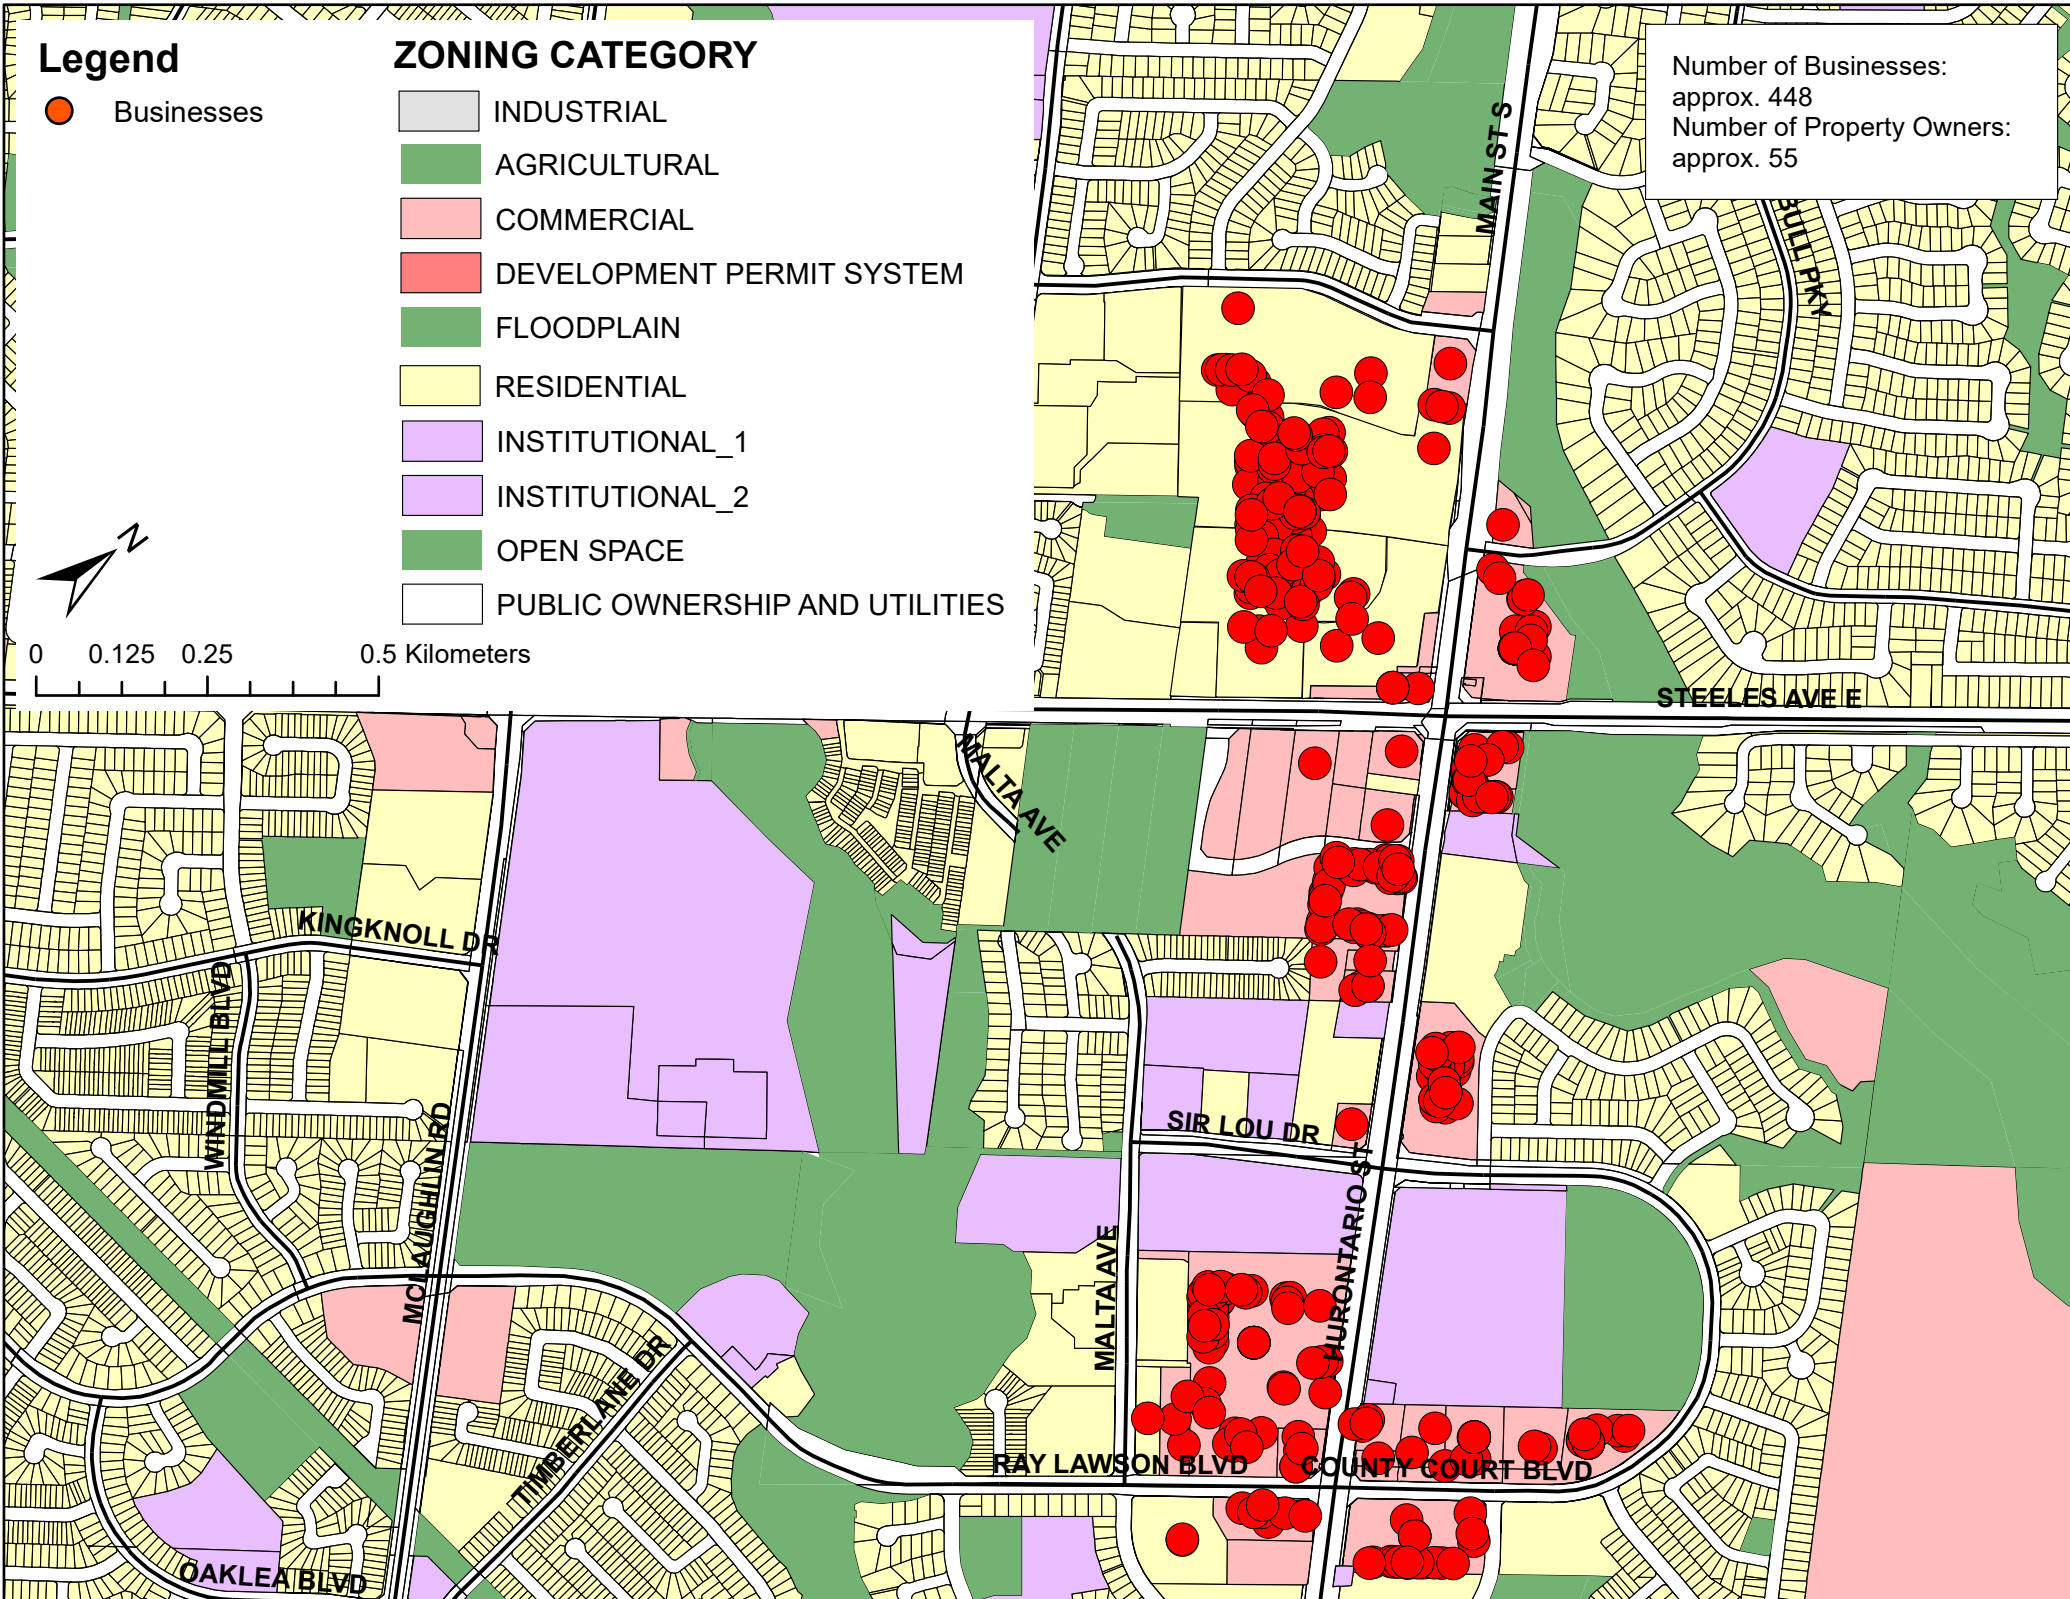 Legend
Businesses
ZONING CATEGORY
INDUSTRIAL
AGRICULTURAL
COMMERCIAL
DEVELOPMENT PERMIT SYSTEM
FLOODPLAIN
RESIDENTIAL
INSTITUTIONAL_1
INSTITUTIONAL_2
OPEN SPACE
PUBLIC OWNERSHIP AND UTILITIES
N
0 0.125 0.25 0.5 Kilometers
Number of Businesses:
approx. 448
Number of Property Owners:
approx. 55
MAIN ST S
BULL PKY
STEELES AVE E
MALTA AVE
KINGKNOLL DR
WINDMILL BLVD
MCLAUGHLIN RD
SIR LOU DR
HURONTARIO ST
MALTA AVE
TIMBERLANE DR
RAY LAWSON BLVD
COUNTY COURT BLVD
OAKLEA BLVD